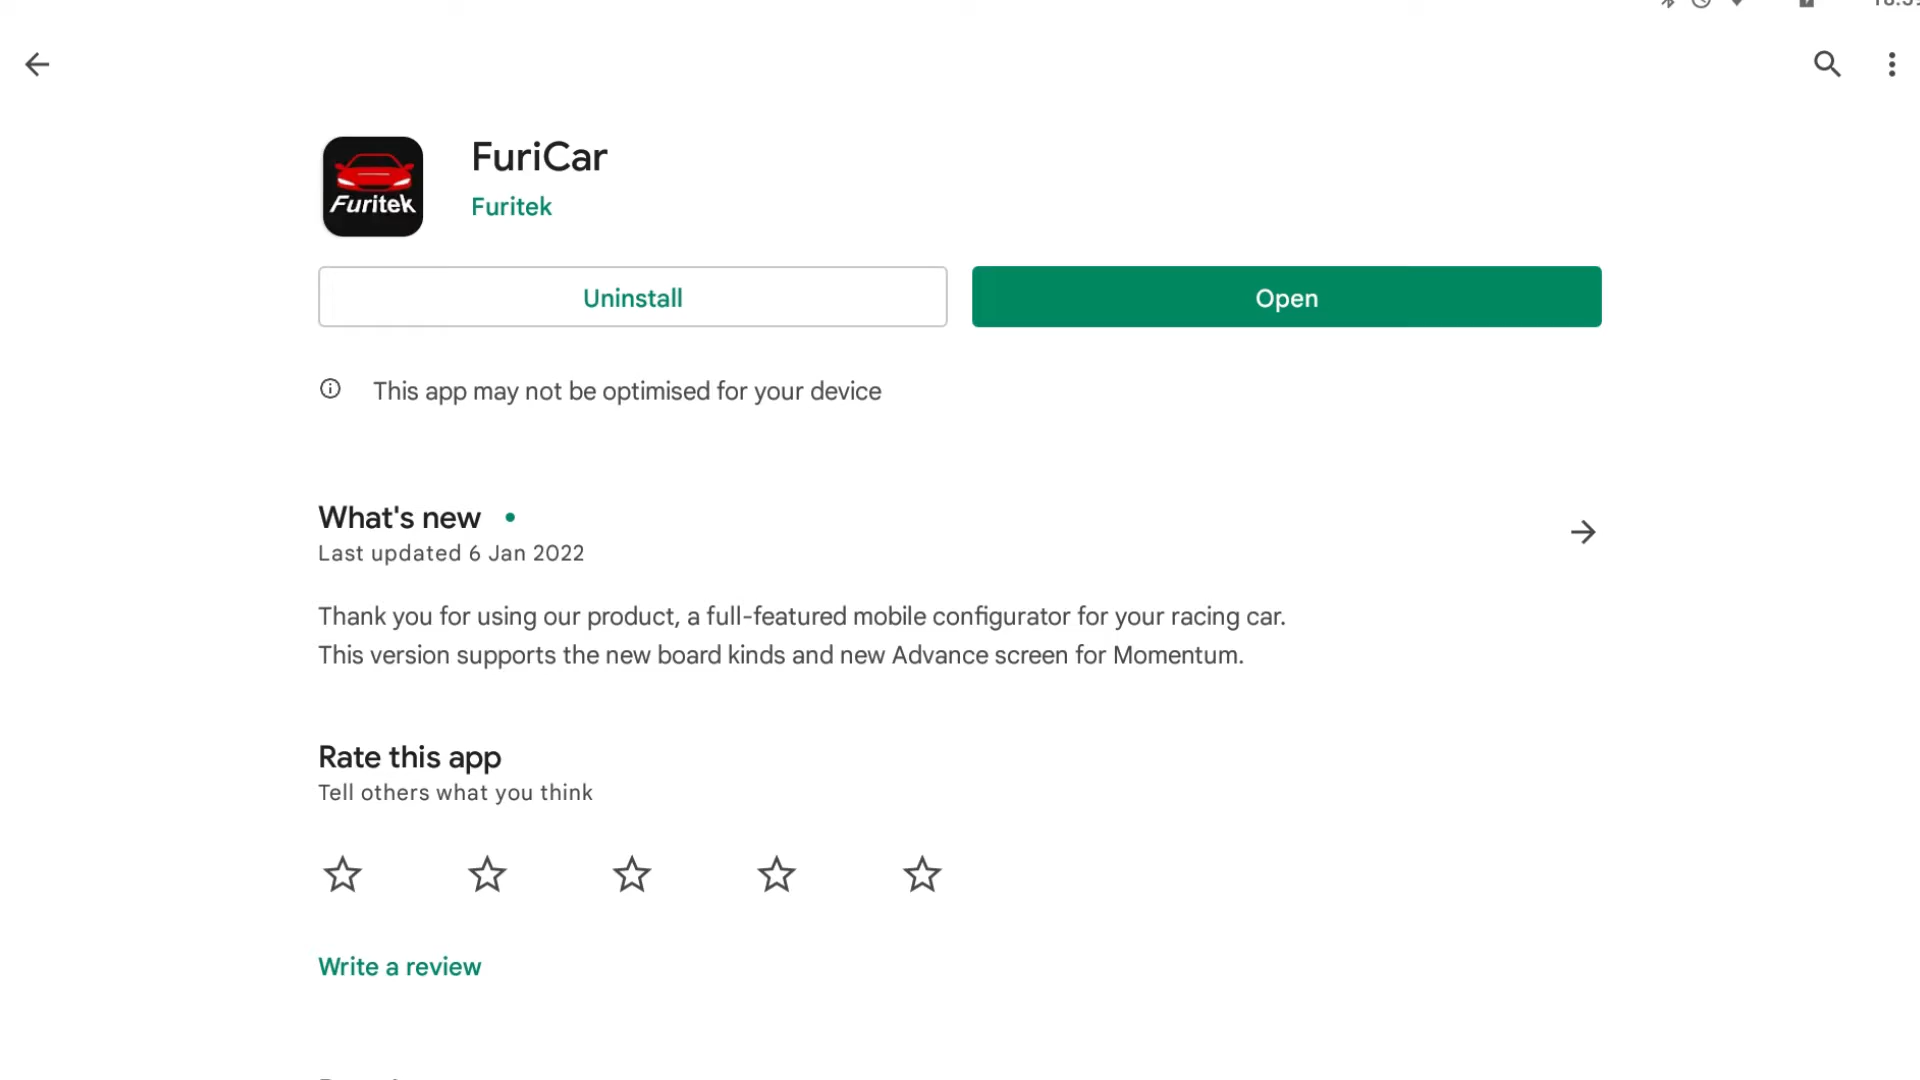 FuriCar
Furitek
Furitek
Uninstall
Open
This app may not be optimised for your device
What's new
Last updated 6 Jan 2022
Thank you for using our product, a full-featured mobile configurator for your racing car.
This version supports the new board kinds and new Advance screen for Momentum.
Rate this app
Tell others what you think
Write a review